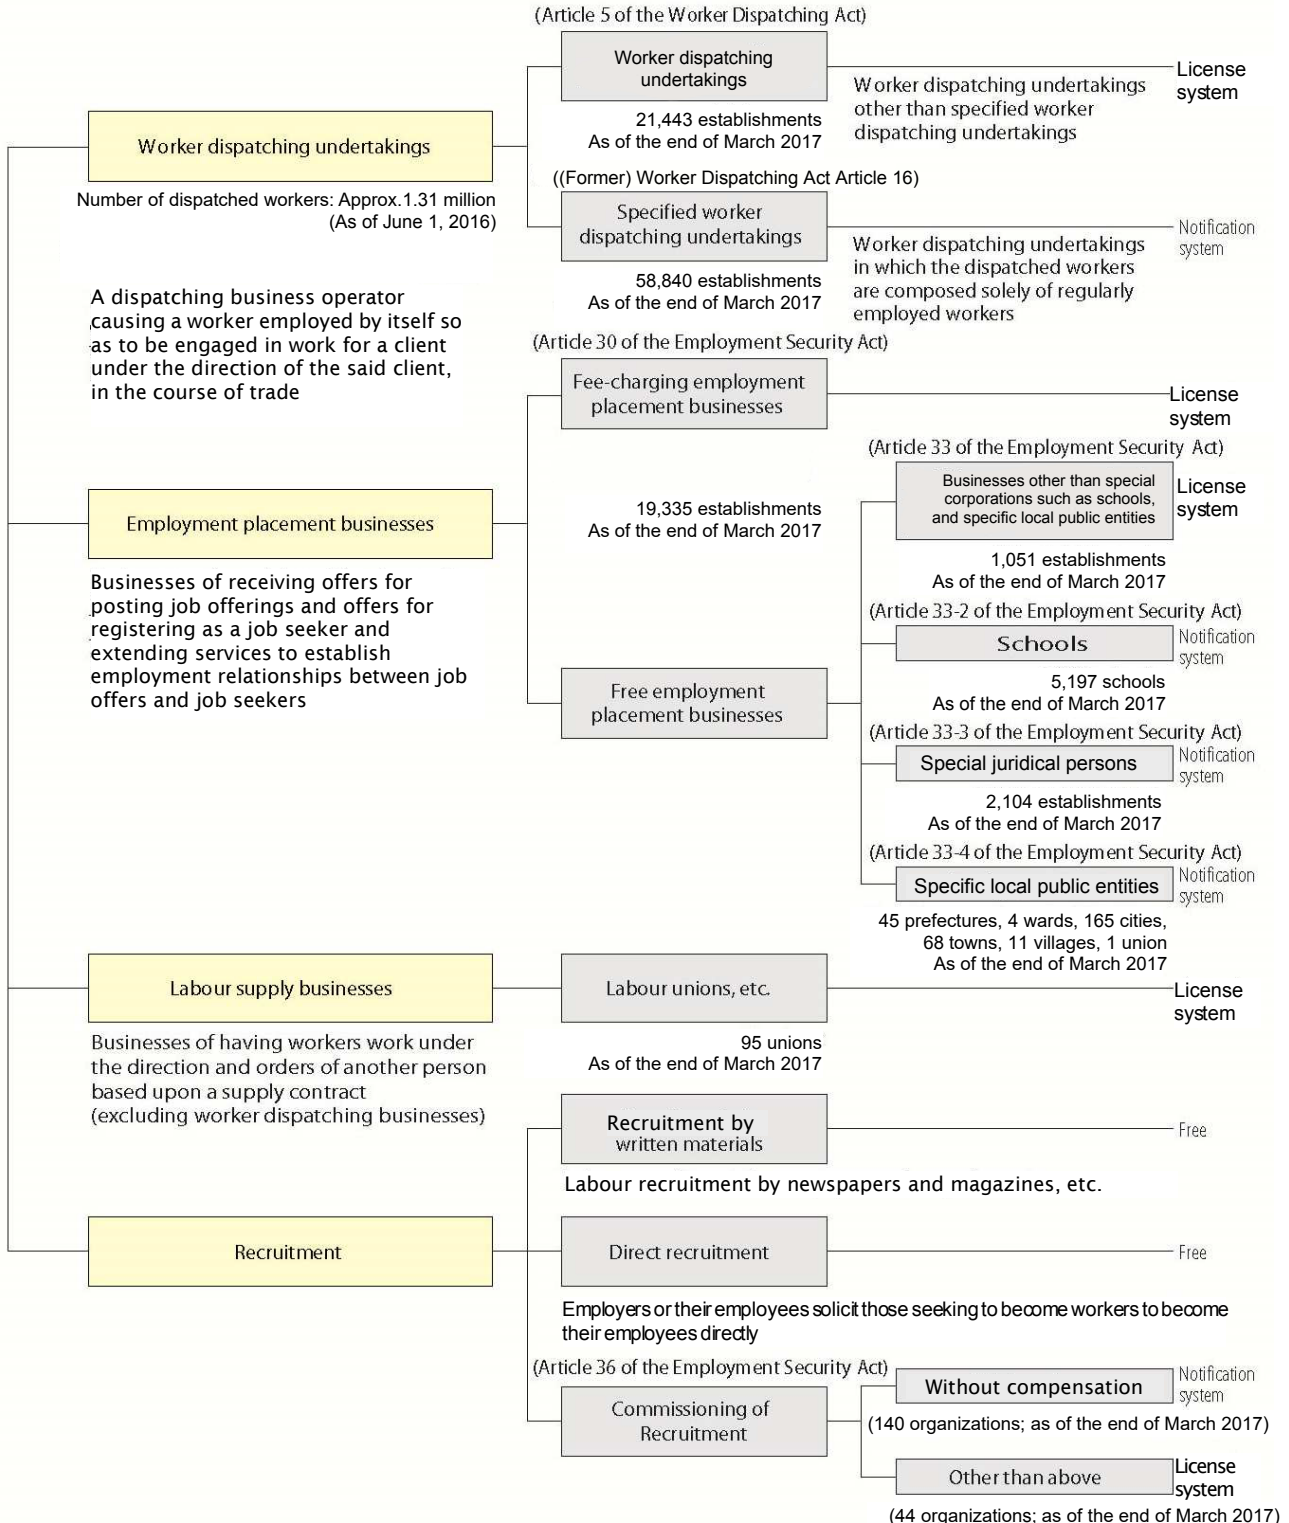 (Article 5 of the Worker Dispatching Act)
Worker dispatching
undertakings
License
system
Worker dispatching undertakings
other than specified worker
dispatching undertakings
21,443 establishments
As of the end of March 2017
Worker dispatching undertakings
Number of dispatched workers: Approx.1.31 million
(As of June 1, 2016)
((Former) Worker Dispatching Act Article 16)
Specified worker
dispatching undertakings
Notification
system
Worker dispatching undertakings
in which the dispatched workers
are composed solely of regularly
employed workers
58,840 establishments
As of the end of March 2017
A dispatching business operator
causing a worker employed by itself so
as to be engaged in work for a client
under the direction of the said client,
in the course of trade
(Article 30 of the Employment Security Act)
Fee-charging employment
placement businesses
License
system
19,335 establishments
As of the end of March 2017
Employment placement businesses
Businesses of receiving offers for
posting job offerings and offers for
registering as a job seeker and
extending services to establish
employment relationships between job
offers and job seekers
Free employment
placement businesses
(Article 33 of the Employment Security Act)
Businesses other than special
corporations such as schools,
and specific local public entities
License
system
1,051 establishments
As of the end of March 2017
(Article 33-2 of the Employment Security Act)
Schools
Notification
system
5,197 schools
As of the end of March 2017
(Article 33-3 of the Employment Security Act)
Special juridical persons
Notification
system
2,104 establishments
As of the end of March 2017
(Article 33-4 of the Employment Security Act)
Specific local public entities
Notification
system
45 prefectures, 4 wards, 165 cities,
68 towns, 11 villages, 1 union
As of the end of March 2017
Labour supply businesses
Labour unions, etc.
License
system
95 unions
As of the end of March 2017
Businesses of having workers work under
the direction and orders of another person
based upon a supply contract
(excluding worker dispatching businesses)
Recruitment by
written materials
Free
Labour recruitment by newspapers and magazines, etc.
Recruitment
Direct recruitment
Free
Employers or their employees solicit those seeking to become workers to become
their employees directly
(Article 36 of the Employment Security Act)
Commissioning of
Recruitment
Without compensation
Notification
system
(140 organizations; as of the end of March 2017)
Other than above
License
system
(44 organizations; as of the end of March 2017)